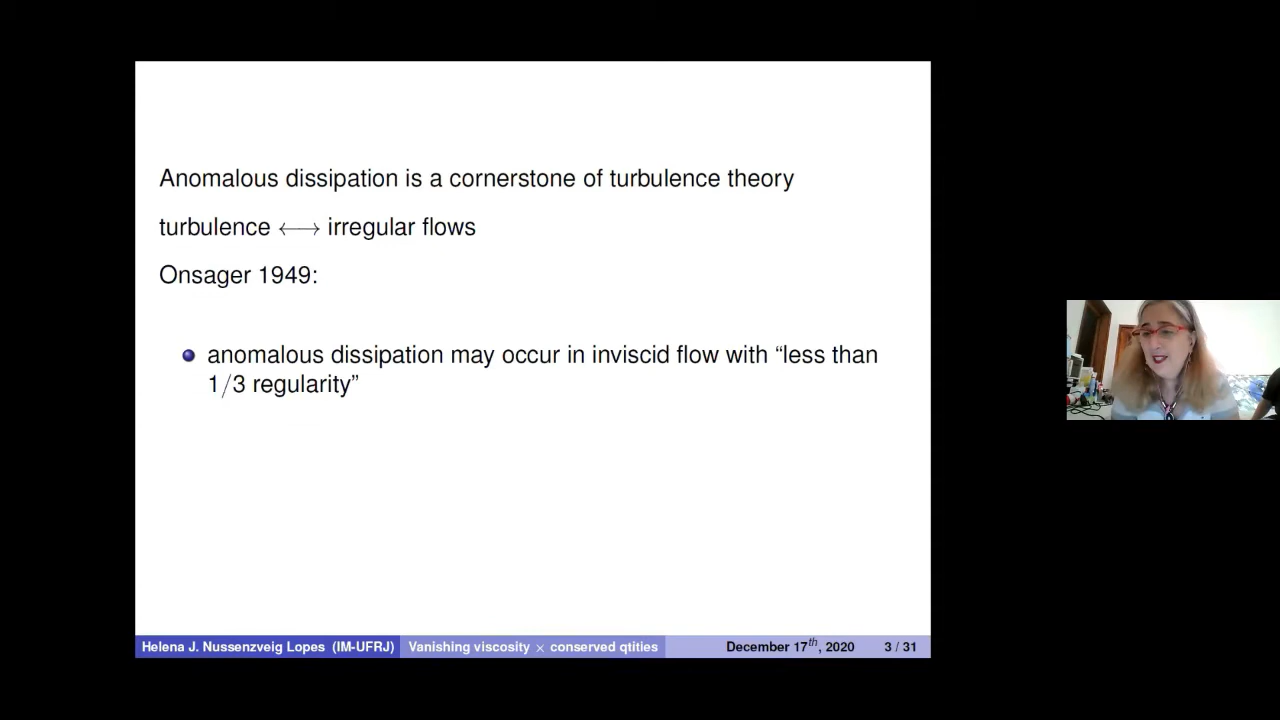 Anomalous dissipation is a cornerstone of turbulence theory
turbulence ⟷ irregular flows
Onsager 1949:
anomalous dissipation may occur in inviscid flow with “less than
1/3 regularity”
Helena J. Nussenzveig Lopes (IM-UFRJ) Vanishing viscosity × conserved qtities December 17th, 2020 3 / 31